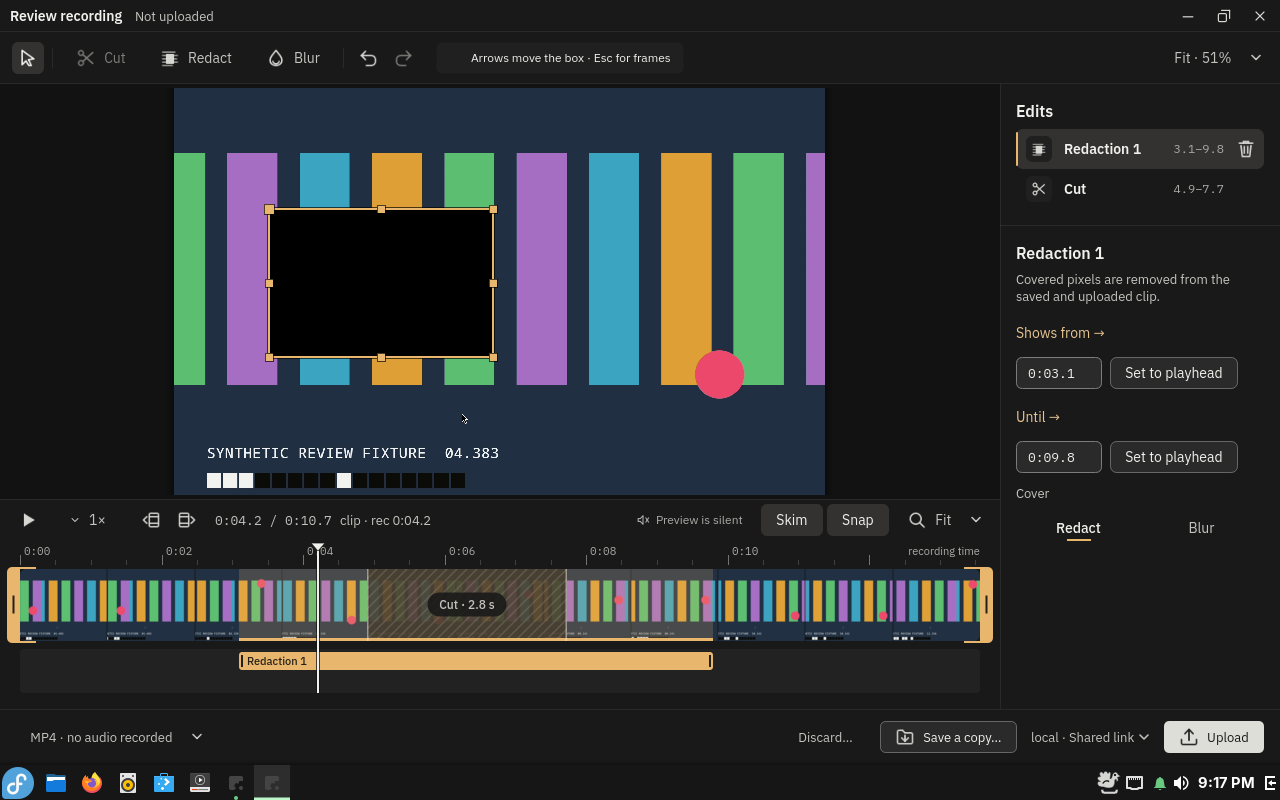 Review recording Not uploaded
Cut Redact Blur Arrows move the box · Esc for frames Fit · 51%
Edits
Redaction 1 3.1–9.8
Cut 4.9–7.7
Redaction 1
Covered pixels are removed from the
saved and uploaded clip.
Shows from →
0:03.1 Set to playhead
Until →
0:09.8 Set to playhead
Cover
Redact Blur
SYNTHETIC REVIEW FIXTURE 04.383
1× 0:04.2 / 0:10.7 clip · rec 0:04.2 Preview is silent Skim Snap Fit
0:00 0:02 0:04 0:06 0:08 0:10 recording time
Cut · 2.8 s
Redaction 1
MP4 · no audio recorded Discard... Save a copy... local · Shared link Upload
9:17 PM